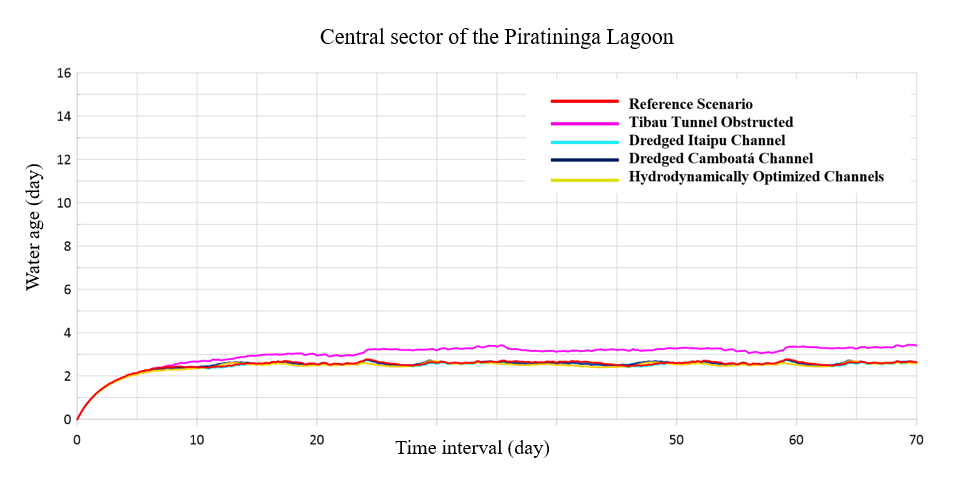 Central sector of the Piratininga Lagoon
16
14
12
10
8
6
4
2
0
Water age (day)
Reference Scenario
Tibau Tunnel Obstructed
Dredged Itaipu Channel
Dredged Camboatá Channel
Hydrodynamically Optimized Channels
0 10 20 50 60 70
Time interval (day)